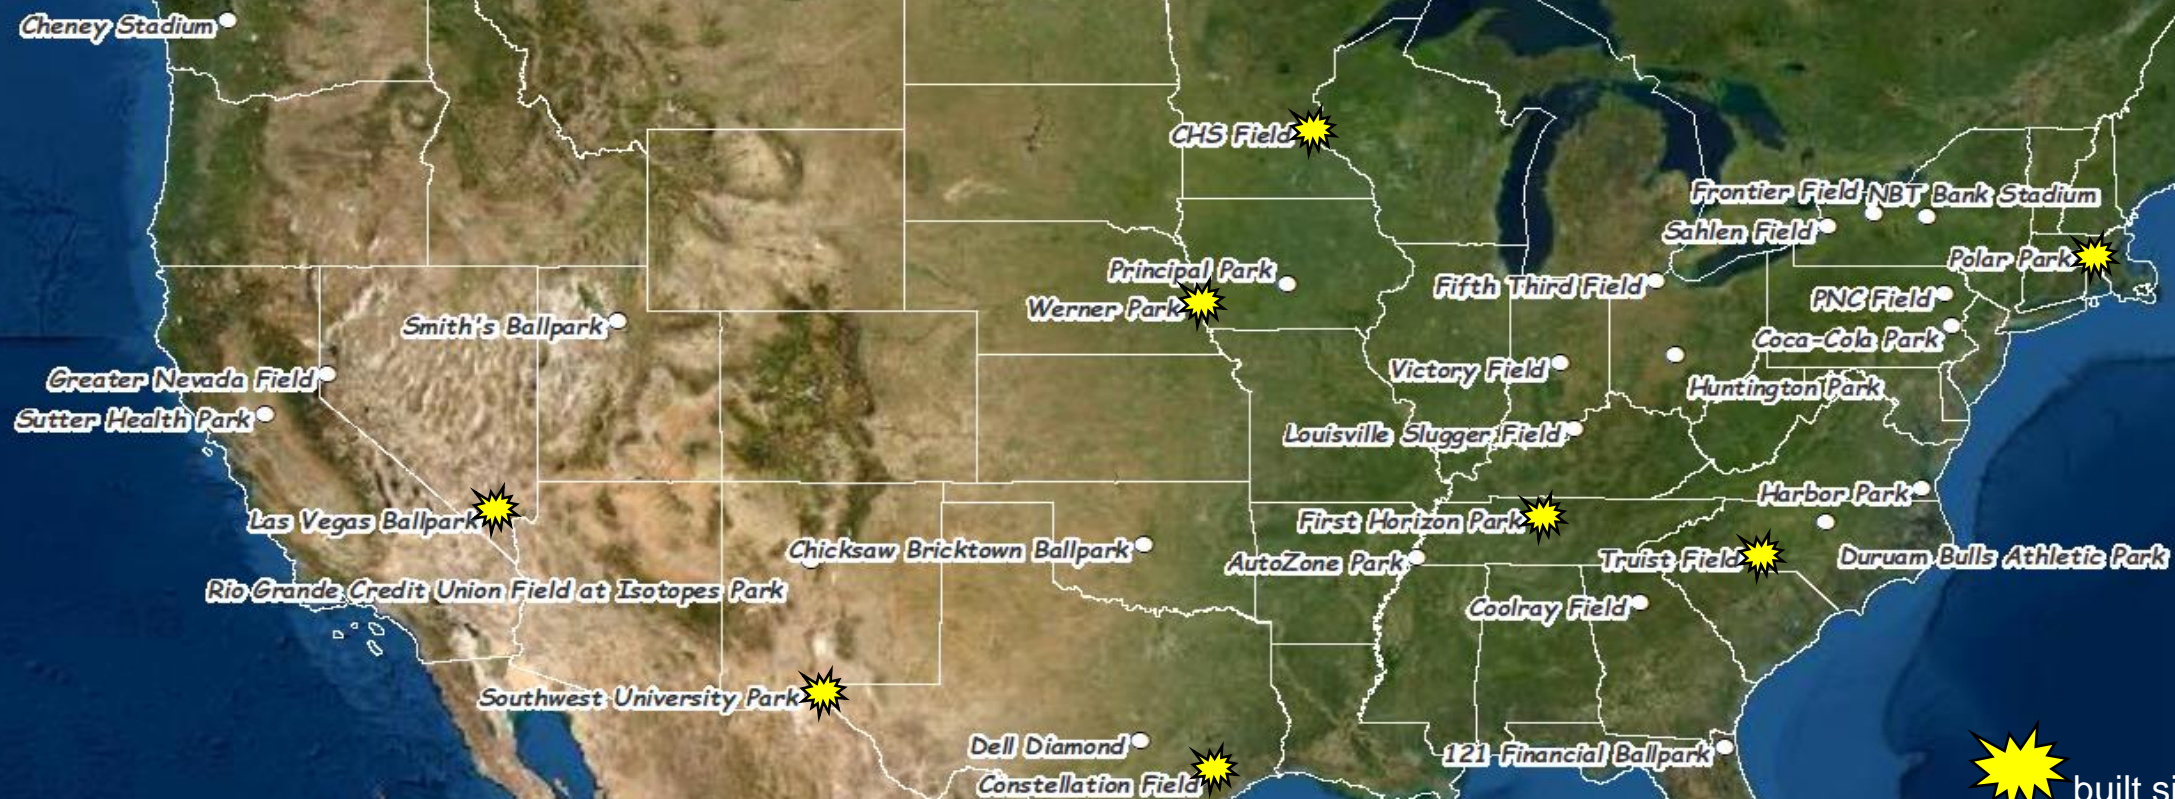 Cheney Stadium
CHS Field
Frontier Field
NBT Bank Stadium
Sahlen Field
Polar Park
Principal Park
Werner Park
Fifth Third Field
PNC Field
Coca-Cola Park
Smith's Ballpark
Greater Nevada Field
Sutter Health Park
Victory Field
Huntington Park
Louisville Slugger Field
Harbor Park
Las Vegas Ballpark
First Horizon Park
Chicksaw Bricktown Ballpark
AutoZone Park
Truist Field
Duruam Bulls Athletic Park
Rio Grande Credit Union Field at Isotopes Park
Coolray Field
Southwest University Park
Dell Diamond
121 Financial Ballpark
Constellation Field
built si